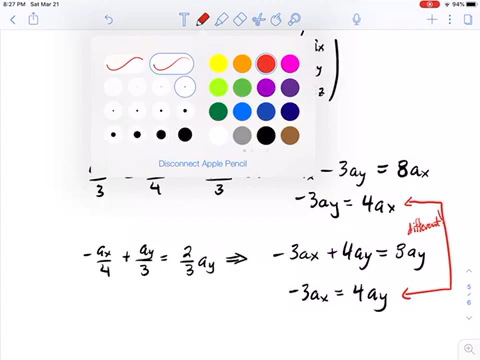 8:27 PM Sat Mar 21
94%
ix
y
z
Disconnect Apple Pencil
3 4 3
- 3ay = 8ax
-3ay = 4ax
different
-ax/4 + ay/3 = 2/3 ay ⇒ -3ax + 4ay = 8ay
-3ax = 4ay
5/6